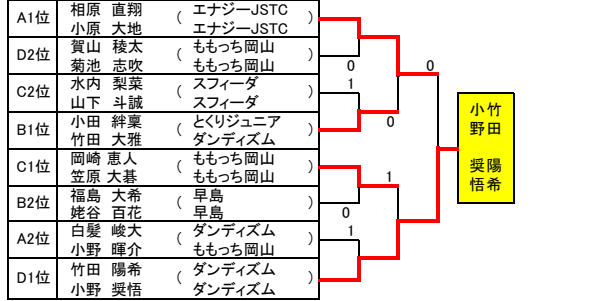 A1位 相原 直翔 ( エナジーJSTC )
小原 大地 エナジーJSTC
D2位 賀山 稜太 ( ももっち岡山 )
菊池 志吹 ももっち岡山
0
C2位 水内 梨菜 ( スフィーダ )
山下 斗誠 スフィーダ
1
B1位 小田 絆稟 ( とくりジュニア )
竹田 大雅 ダンディズム
0
0
C1位 岡崎 恵人 ( ももっち岡山 )
笠原 大碁 ももっち岡山
1
B2位 福島 大希 ( 早島 )
姥谷 百花 早島
0
A2位 白髪 峻大 ( ダンディズム )
小野 暉介 ももっち岡山
1
D1位 竹田 陽希 ( ダンディズム )
小野 奨悟 ダンディズム
竹田 陽希
小野 奨悟